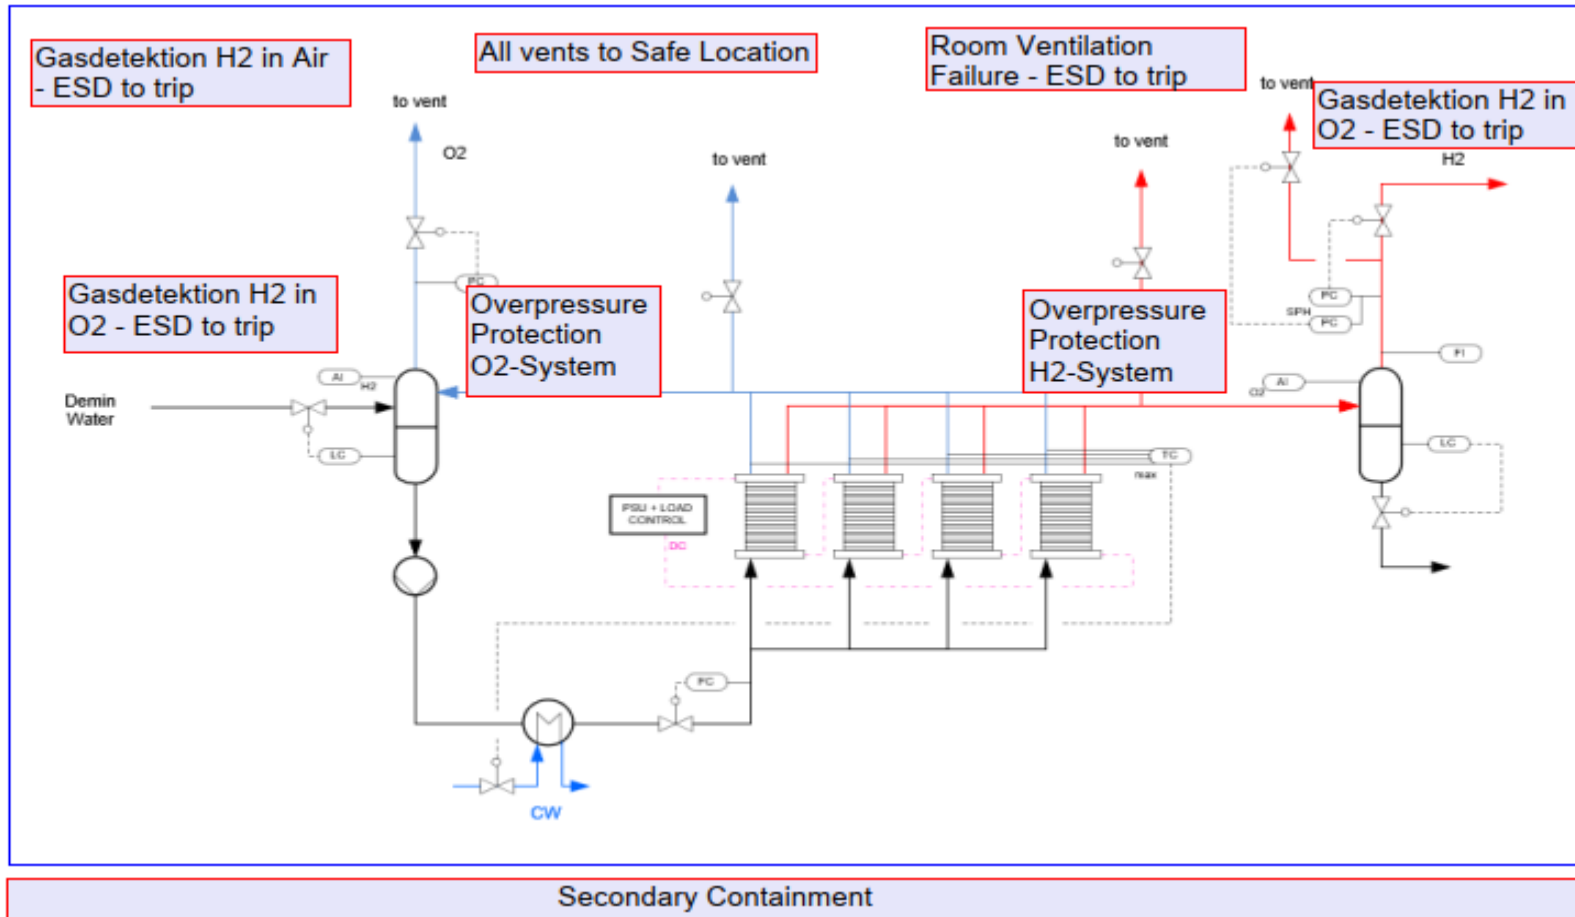 Gasdetektion H2 in Air
- ESD to trip
All vents to Safe Location
Room Ventilation
Failure - ESD to trip
to vent
Gasdetektion H2 in
O2 - ESD to trip
to vent
O2
to vent
to vent
H2
Gasdetektion H2 in
O2 - ESD to trip
PC
Overpressure
Protection
O2-System
Overpressure
Protection
H2-System
PC
SPH
PC
FI
AI
H2
AI
O2
Demin
Water
LC
TC
max
LC
PSU + LOAD
CONTROL
DC
FC
CW
Secondary Containment